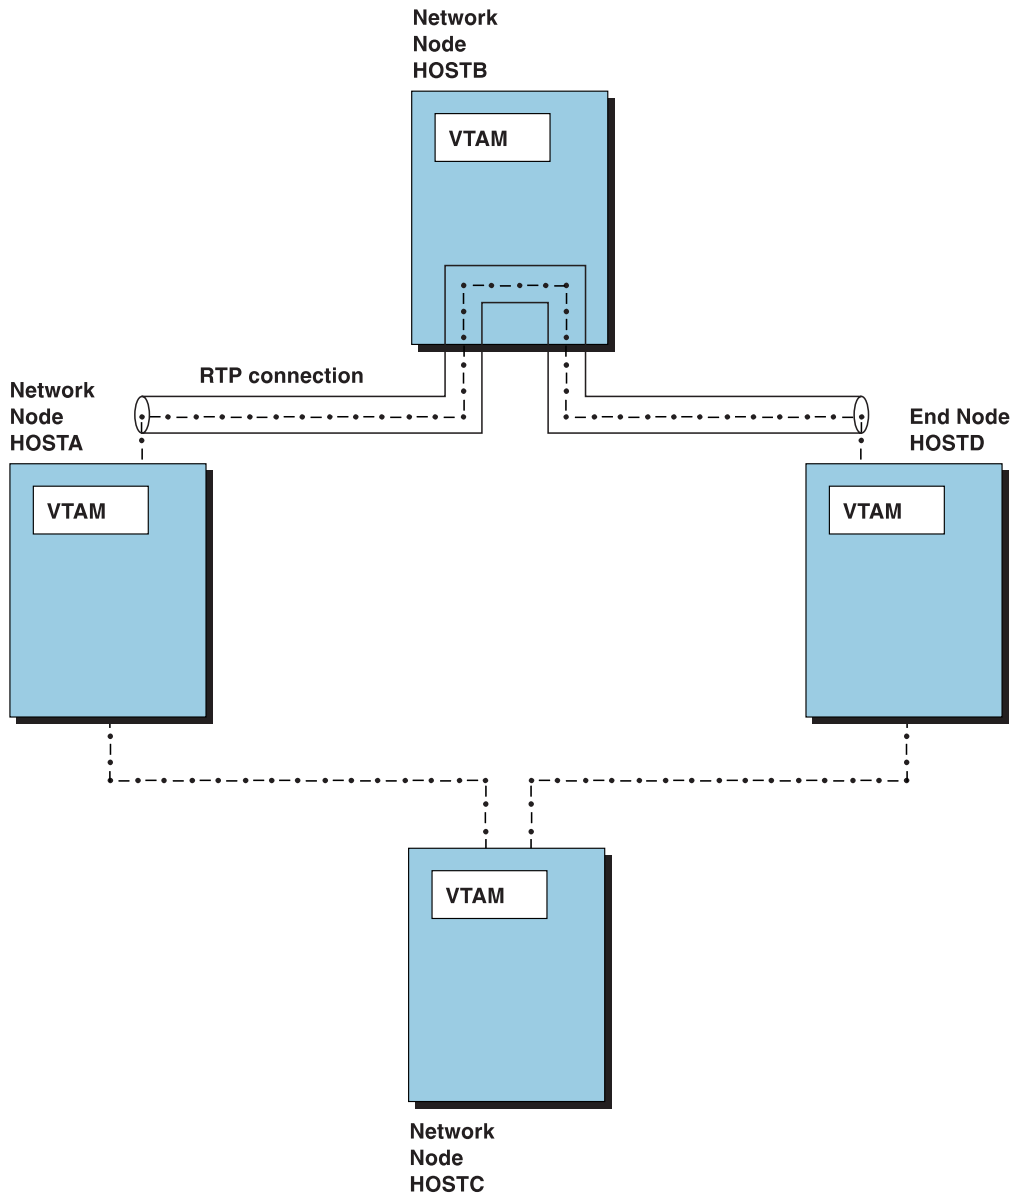 Network
Node
HOSTB
VTAM
RTP connection
Network
Node
HOSTA
End Node
HOSTD
VTAM
VTAM
VTAM
Network
Node
HOSTC